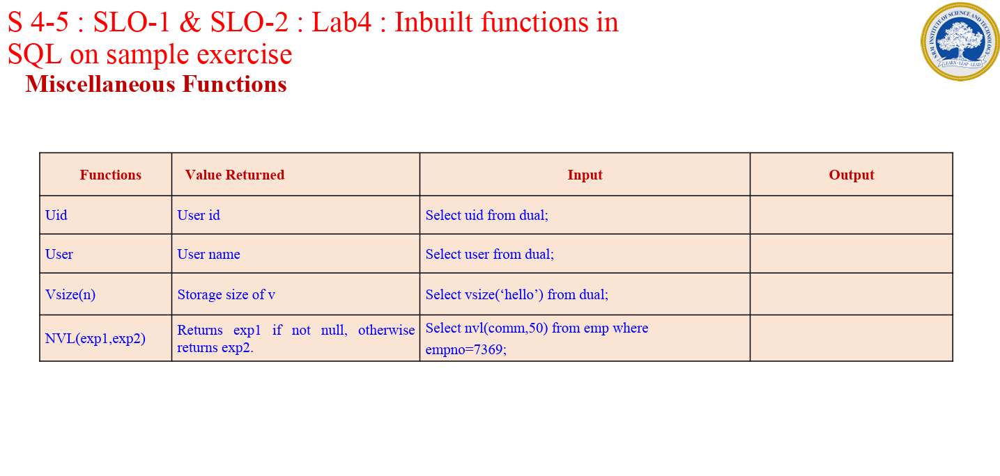 S 4-5 : SLO-1 & SLO-2 : Lab4 : Inbuilt functions in
SQL on sample exercise
Miscellaneous Functions
SRM INSTITUTE OF SCIENCE AND TECHNOLOGY
LEARN - LEAP - LEAD
Functions Value Returned Input Output
Uid User id Select uid from dual;
User User name Select user from dual;
Vsize(n) Storage size of v Select vsize(‘hello’) from dual;
NVL(exp1,exp2)
Returns exp1 if not null, otherwise
returns exp2.
Select nvl(comm,50) from emp where
empno=7369;